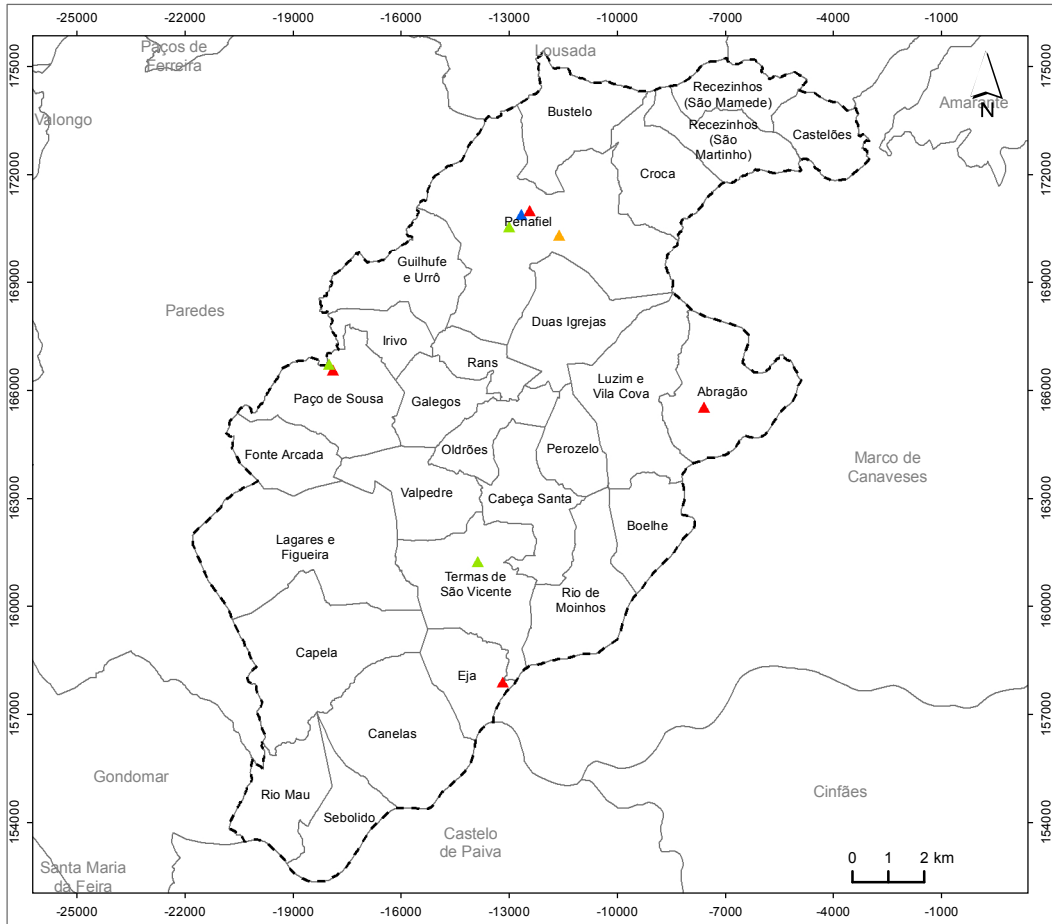 -25000 -22000 -19000 -16000 -13000 -10000 -7000 -4000 -1000
175000
175000
Paços de
Ferreira
Lousada
Amarante
N
Valongo
Recezinhos
(São Mamede)
Bustelo
Recezinhos
(São
Martinho)
Castelões
172000
172000
Croca
Penafiel
169000
169000
Guilhufe
e Urrô
Paredes
Duas Igrejas
Irivo
Rans
166000
166000
Luzim e
Vila Cova
Abragão
Paço de Sousa
Galegos
Fonte Arcada
Oldrões
Perozelo
Marco de
Canaveses
163000
163000
Valpedre
Cabeça Santa
Boelhe
Lagares e
Figueira
Termas de
São Vicente
Rio de
Moinhos
160000
160000
Capela
Eja
157000
157000
Canelas
Gondomar
Rio Mau
Cinfães
Sebolido
154000
154000
Castelo
de Paiva
Santa Maria
da Feira
0 1 2 km
-25000 -22000 -19000 -16000 -13000 -10000 -7000 -4000 -1000